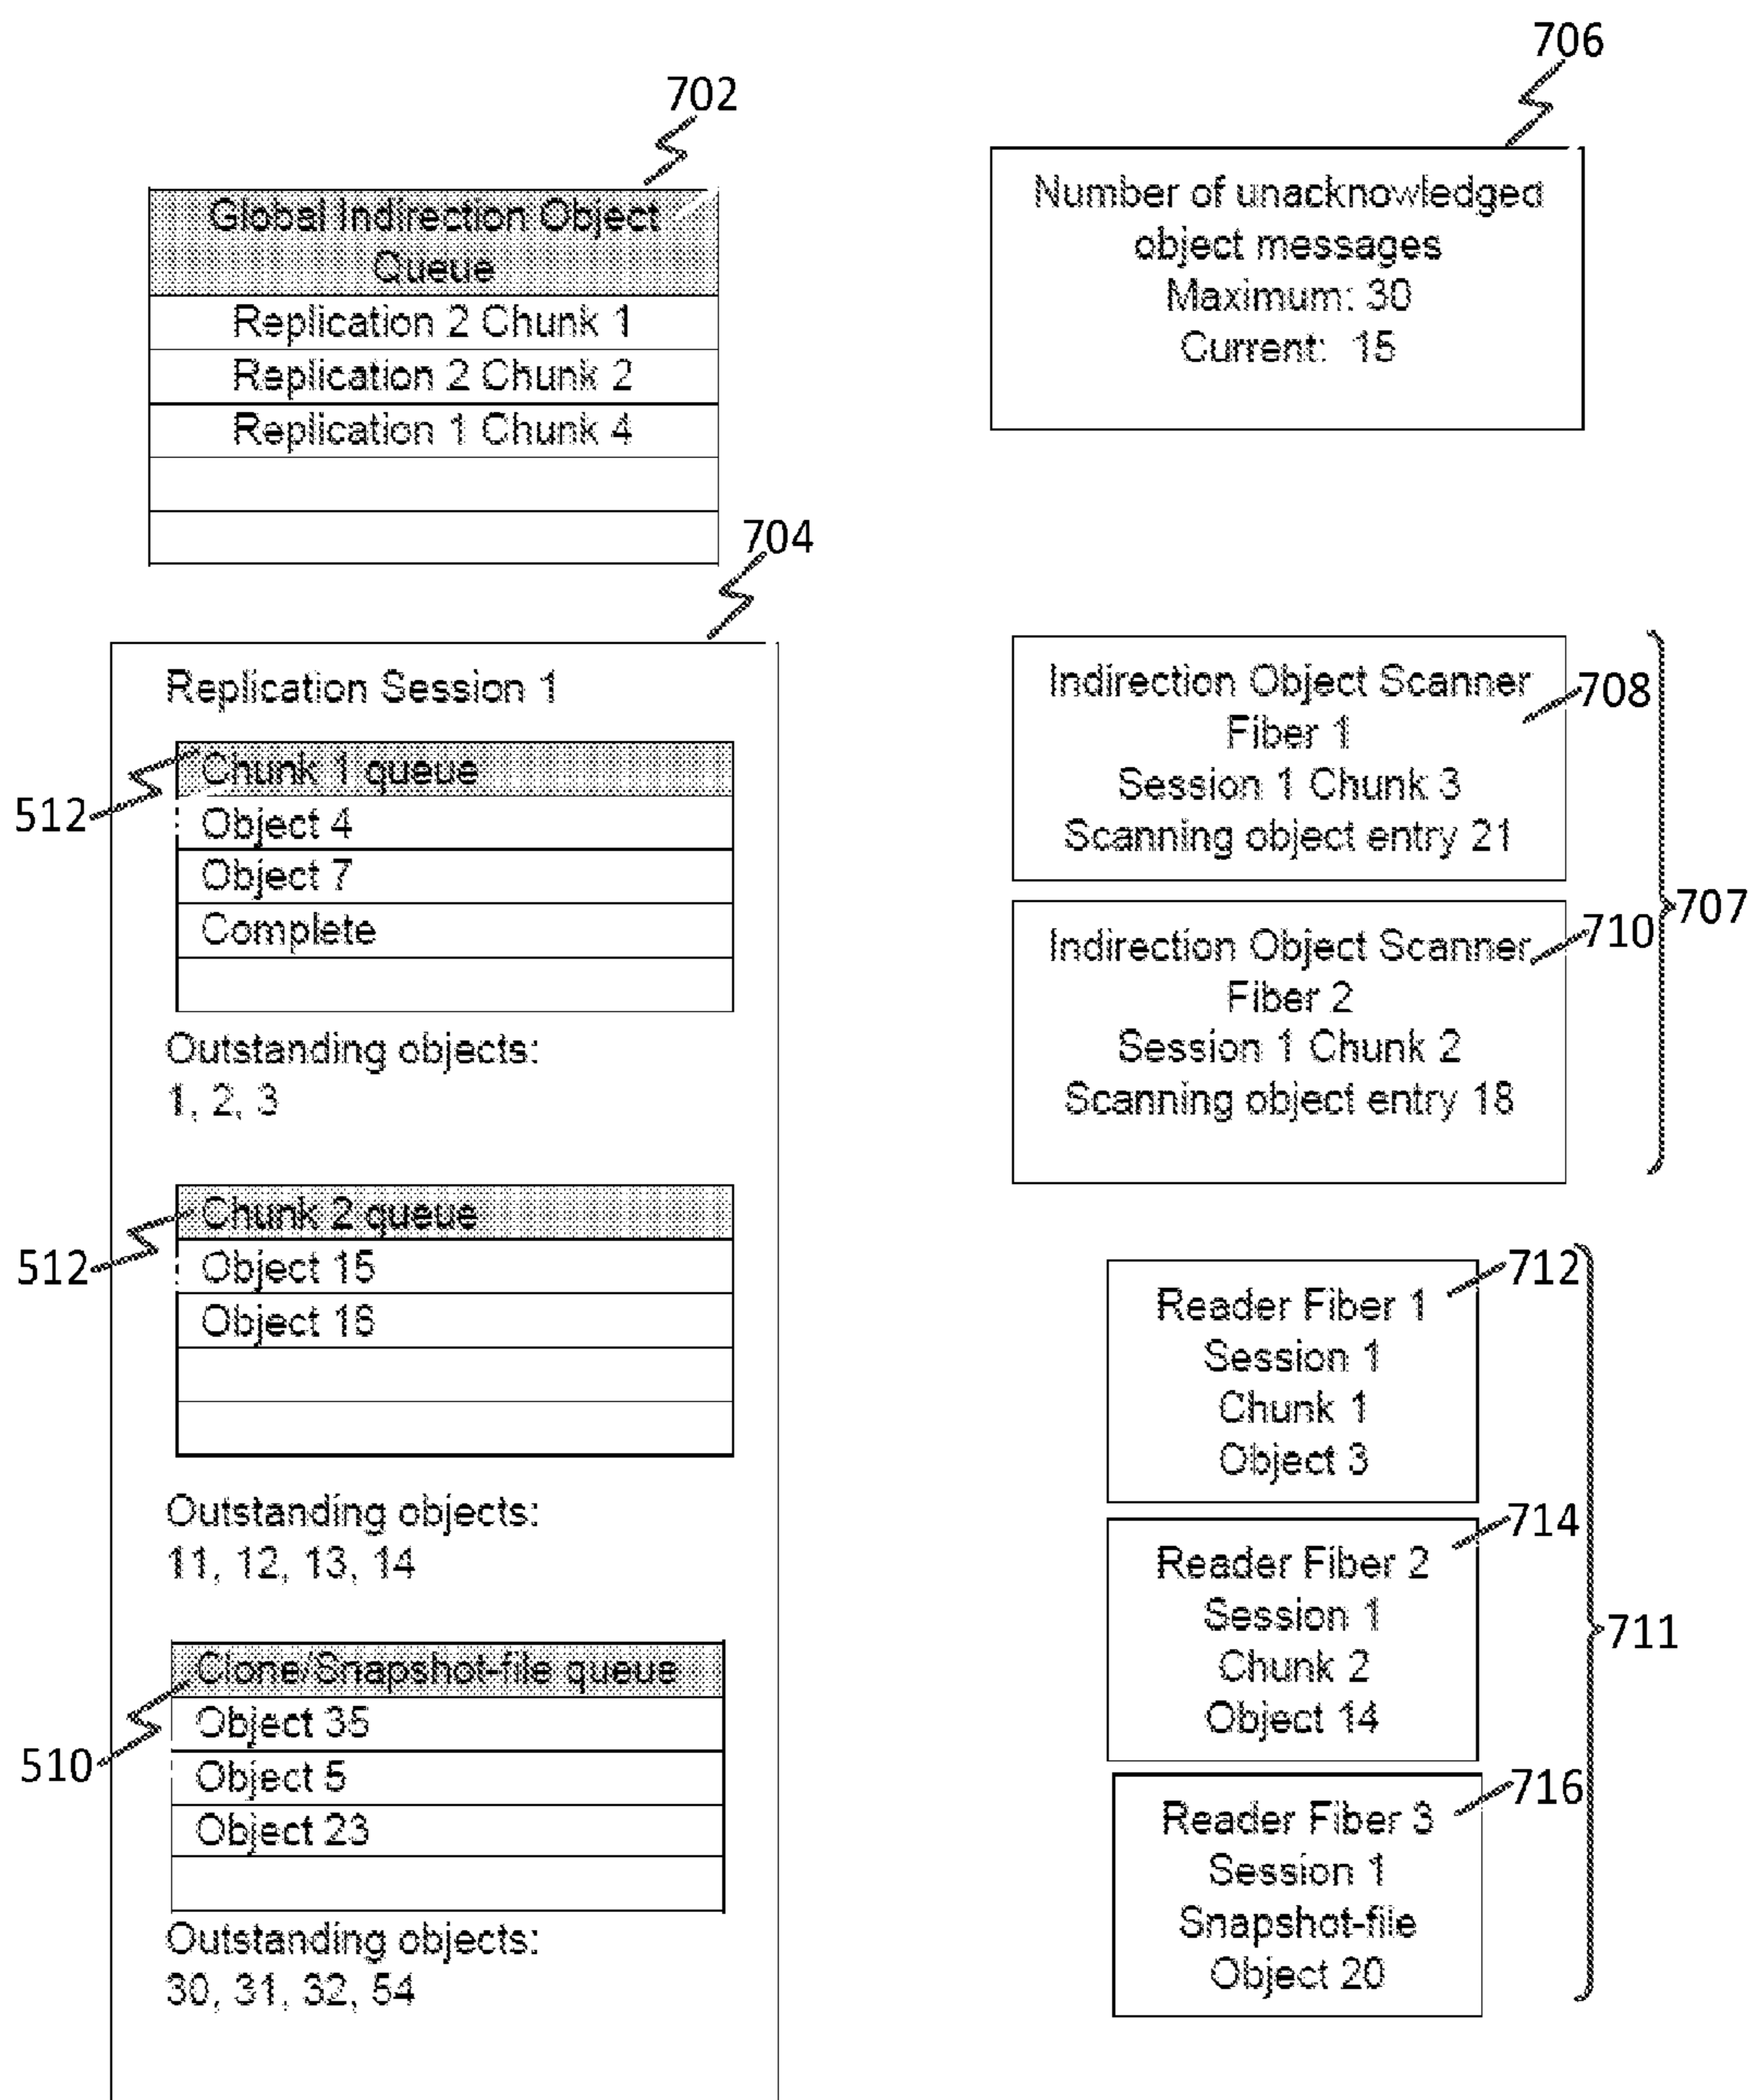 706
702
Global Indirection Object
Queue
Replication 2 Chunk 1
Replication 2 Chunk 2
Replication 1 Chunk 4
Number of unacknowledged
object messages
Maximum: 30
Current: 15
704
Replication Session 1
512
Chunk 1 queue
Object 4
Object 7
Complete
Outstanding objects:
1, 2, 3
512
Chunk 2 queue
Object 15
Object 16
Outstanding objects:
11, 12, 13, 14
510
Clone/Snapshot-file queue
Object 35
Object 5
Object 23
Outstanding objects:
30, 31, 32, 54
Indirection Object Scanner
Fiber 1
Session 1 Chunk 3
Scanning object entry 21
708
Indirection Object Scanner
Fiber 2
Session 1 Chunk 2
Scanning object entry 18
710
707
Reader Fiber 1
Session 1
Chunk 1
Object 3
712
Reader Fiber 2
Session 1
Chunk 2
Object 14
714
Reader Fiber 3
Session 1
Snapshot-file
Object 20
716
711